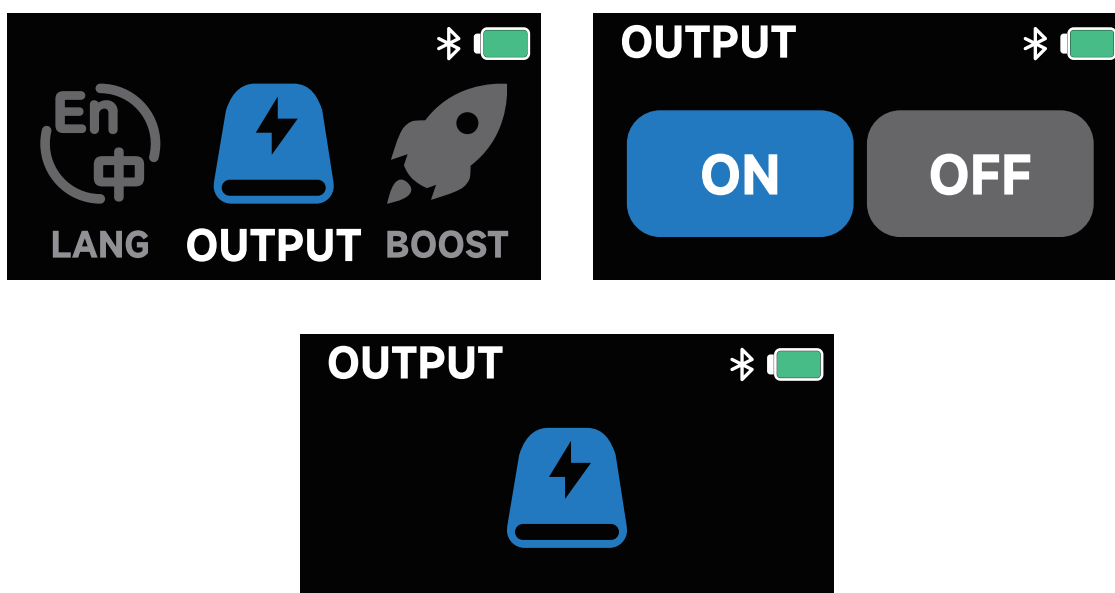 En
中
LANG OUTPUT BOOST
OUTPUT
ON OFF
OUTPUT